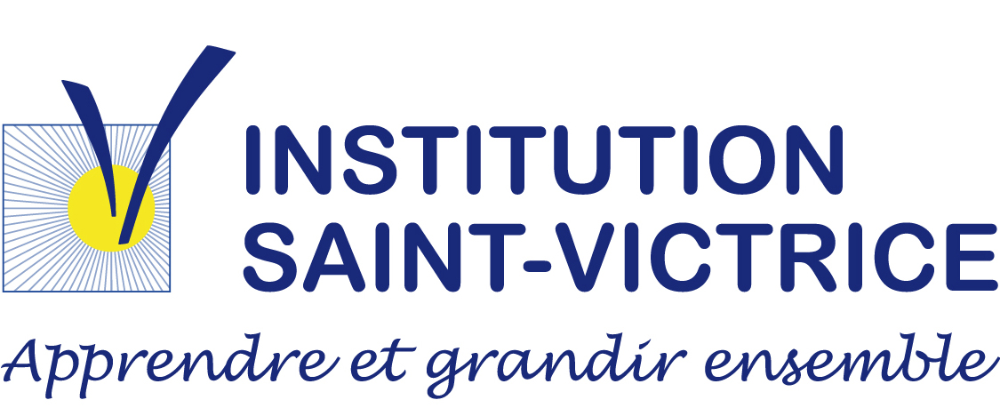 INSTITUTION
SAINT-VICTRICE
Apprendre et grandir ensemble